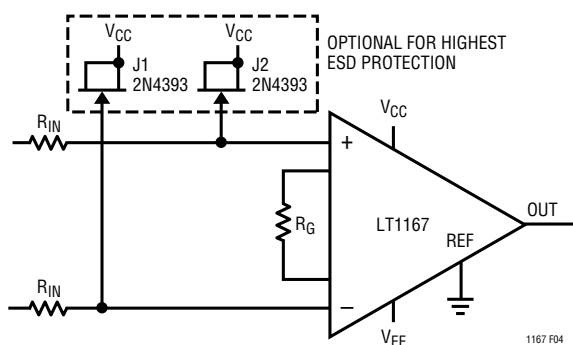 VCC VCC
J1
2N4393
J2
2N4393
OPTIONAL FOR HIGHEST
ESD PROTECTION
RIN
VCC
+
RG
LT1167
OUT
REF
RIN
–
VEE
1167 F04